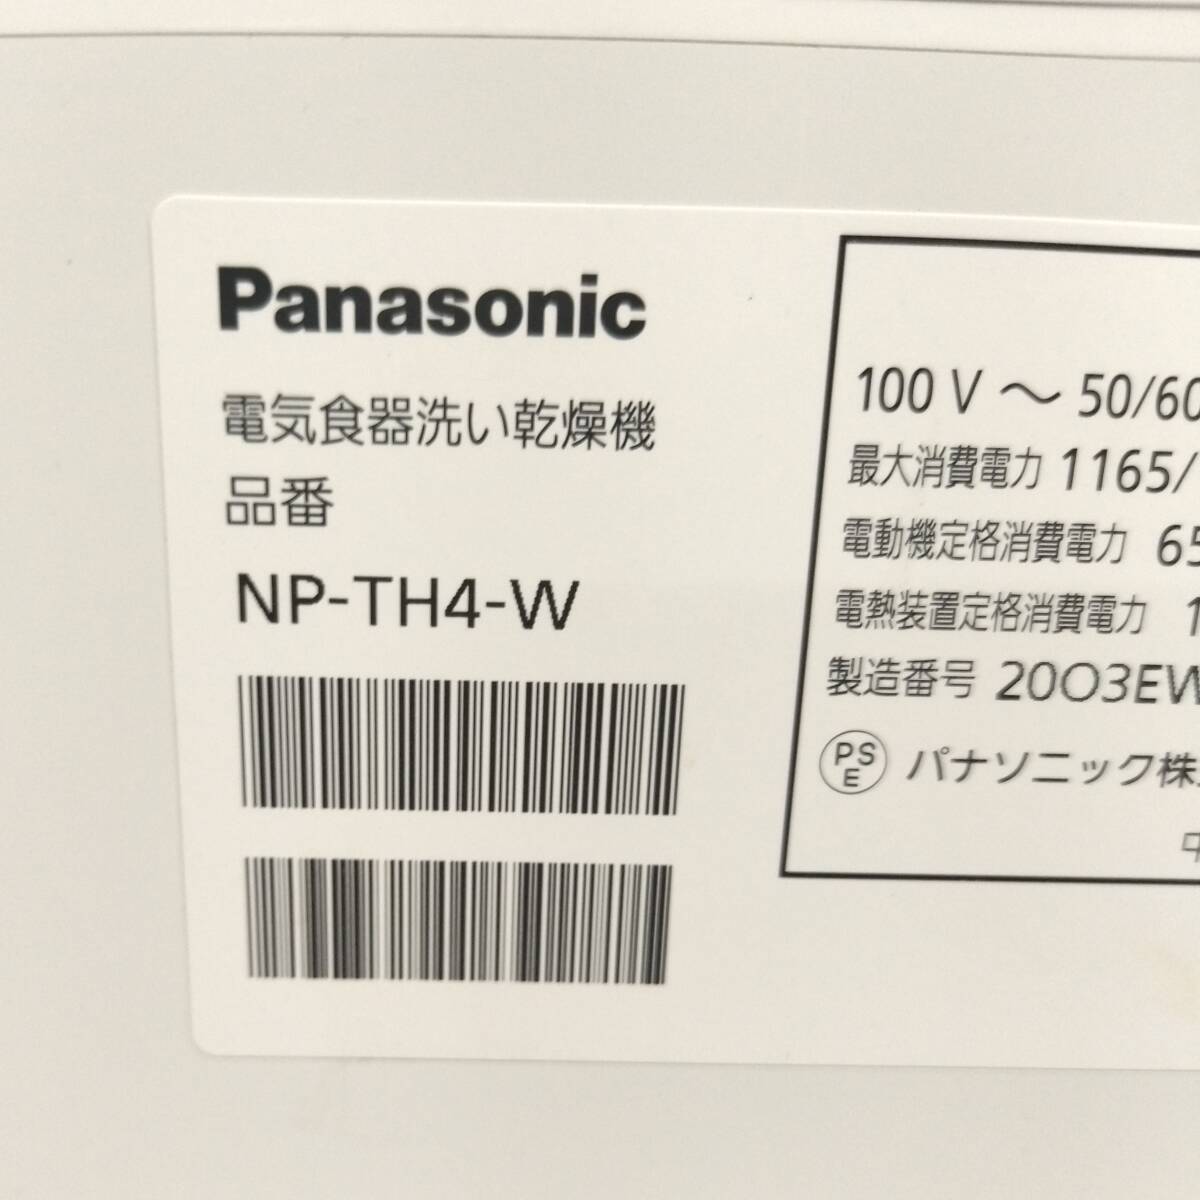 Panasonic
電気食器洗い乾燥機
品番
NP-TH4-W
100 V ～ 50/60
最大消費電力 1165/
電動機定格消費電力 65
電熱装置定格消費電力 1
製造番号 2003EW
PS
E
パナソニック株